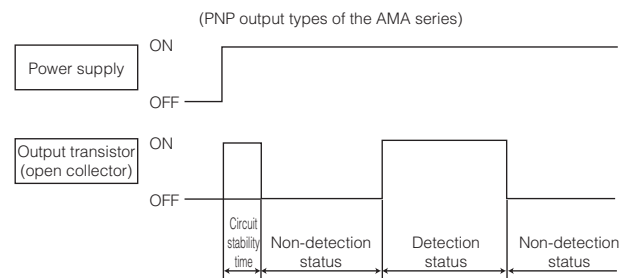 (PNP output types of the AMA series)
ON
Power supply
OFF
ON
Output transistor
(open collector)
OFF
Circuit
stability
time
Non-detection
status
Detection
status
Non-detection
status